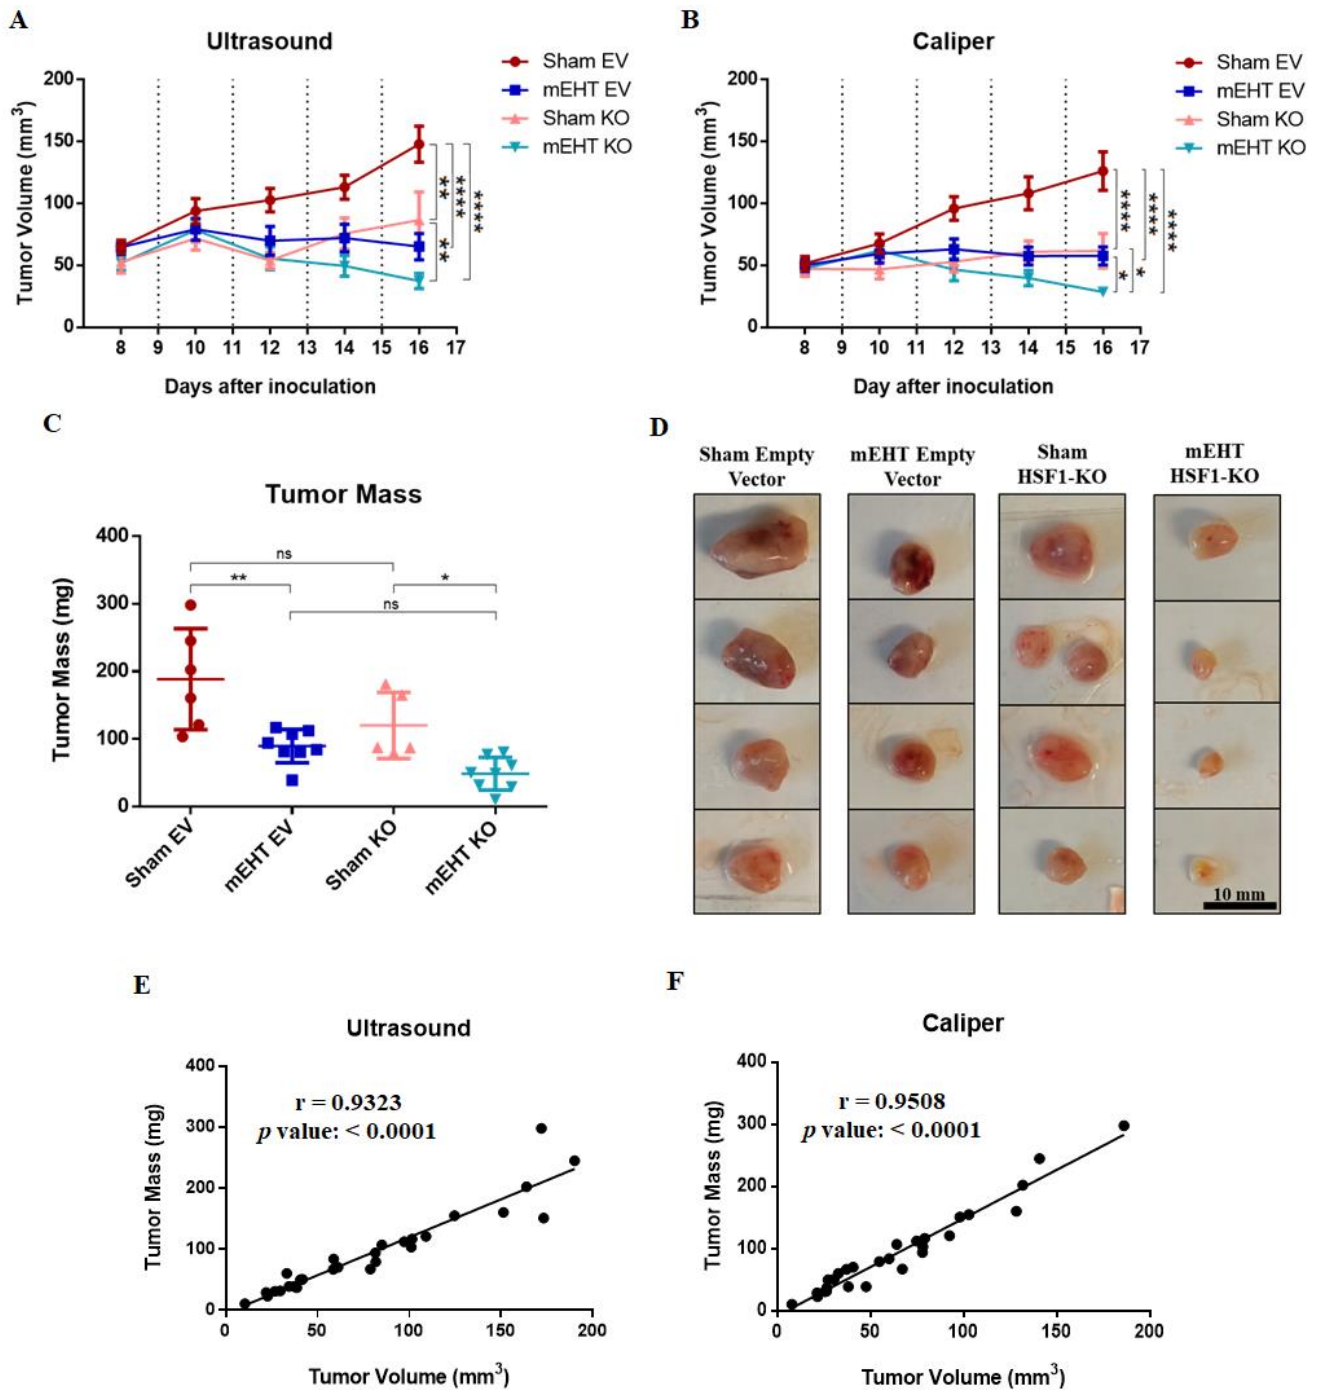 A
Ultrasound
Tumor Volume (mm3)
200
150
100
50
0
8 9 10 11 12 13 14 15 16 17
Days after inoculation
Sham EV
mEHT EV
Sham KO
mEHT KO
**
****
****
**
B
Caliper
Tumor Volume (mm3)
200
150
100
50
0
8 9 10 11 12 13 14 15 16 17
Day after inoculation
Sham EV
mEHT EV
Sham KO
mEHT KO
****
****
****
*
*
C
Tumor Mass
Tumor Mass (mg)
400
300
200
100
0
ns
**
*
ns
Sham EV
mEHT EV
Sham KO
mEHT KO
D
Sham Empty
Vector
mEHT Empty
Vector
Sham
HSF1-KO
mEHT
HSF1-KO
10 mm
E
Ultrasound
r = 0.9323
p value: < 0.0001
Tumor Mass (mg)
400
300
200
100
0
0 50 100 150 200
Tumor Volume (mm3)
F
Caliper
r = 0.9508
p value: < 0.0001
Tumor Mass (mg)
400
300
200
100
0
0 50 100 150 200
Tumor Volume (mm3)